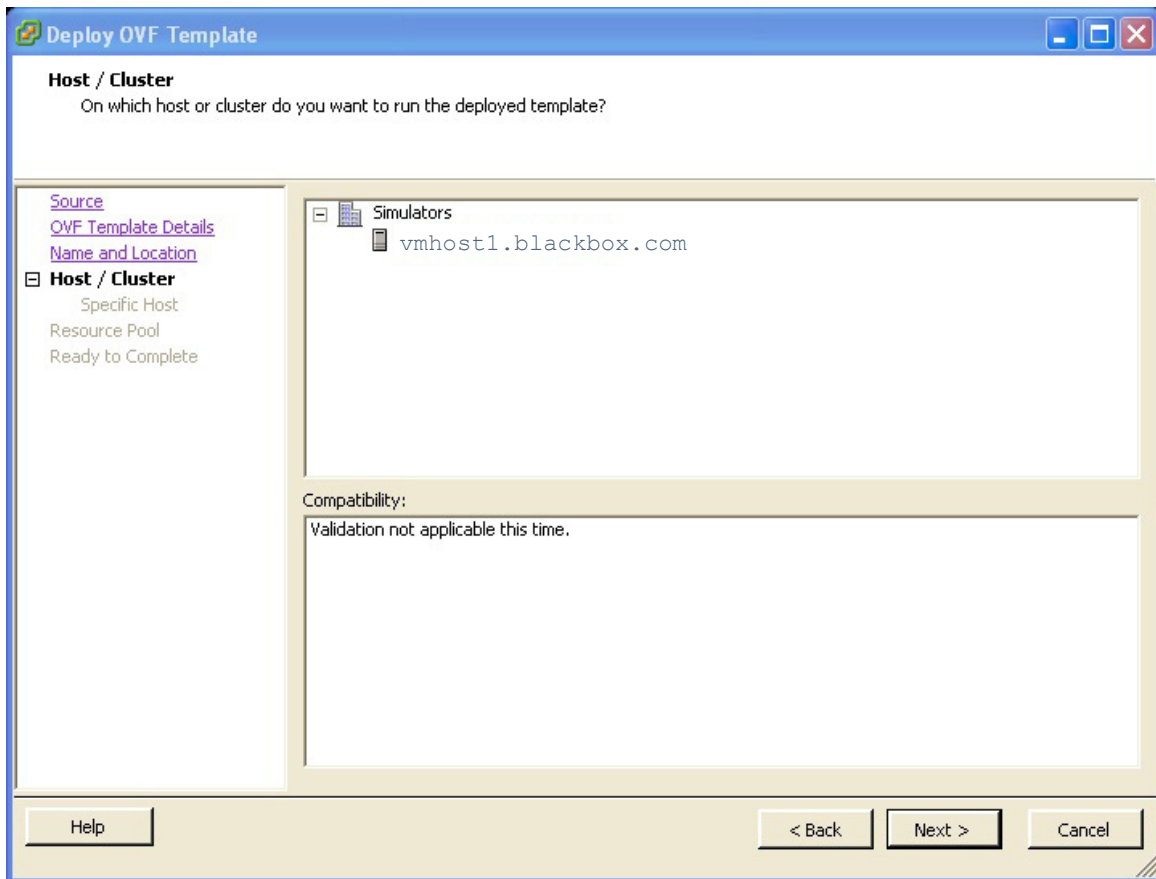 Deploy OVF Template
Host / Cluster
On which host or cluster do you want to run the deployed template?
Source
OVF Template Details
Name and Location
Host / Cluster
Specific Host
Resource Pool
Ready to Complete
Simulators
vmhost1.blackbox.com
Compatibility:
Validation not applicable this time.
Help
< Back
Next >
Cancel